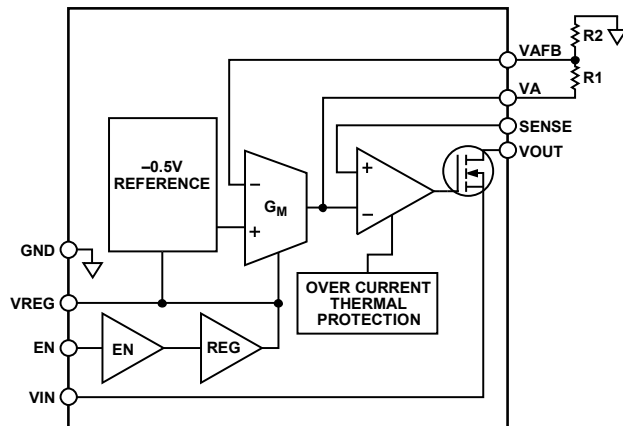 R2
VAFB
R1
VA
SENSE
VOUT
–0.5V
REFERENCE
–
GM
+
+
–
GND
OVER CURRENT
THERMAL
PROTECTION
VREG
EN
EN
REG
VIN